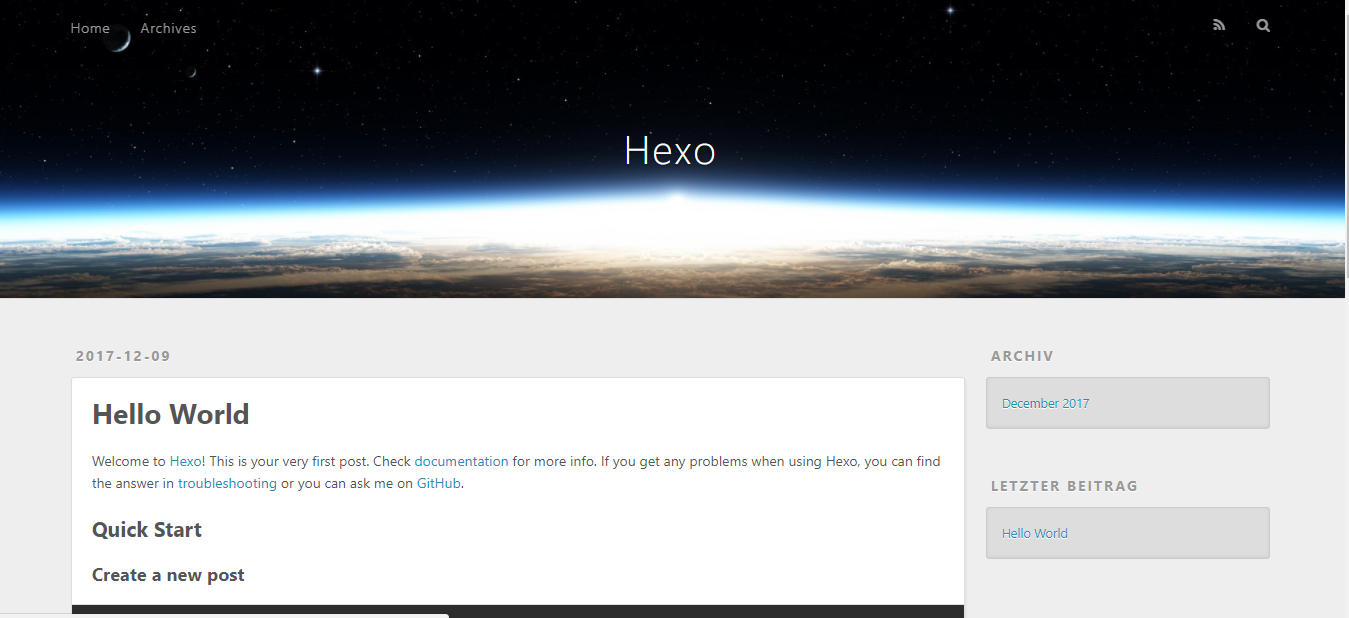 Home Archives
Hexo
2017-12-09
Hello World
Welcome to Hexo! This is your very first post. Check documentation for more info. If you get any problems when using Hexo, you can find
the answer in troubleshooting or you can ask me on GitHub.
Quick Start
Create a new post
ARCHIV
December 2017
LETZTER BEITRAG
Hello World